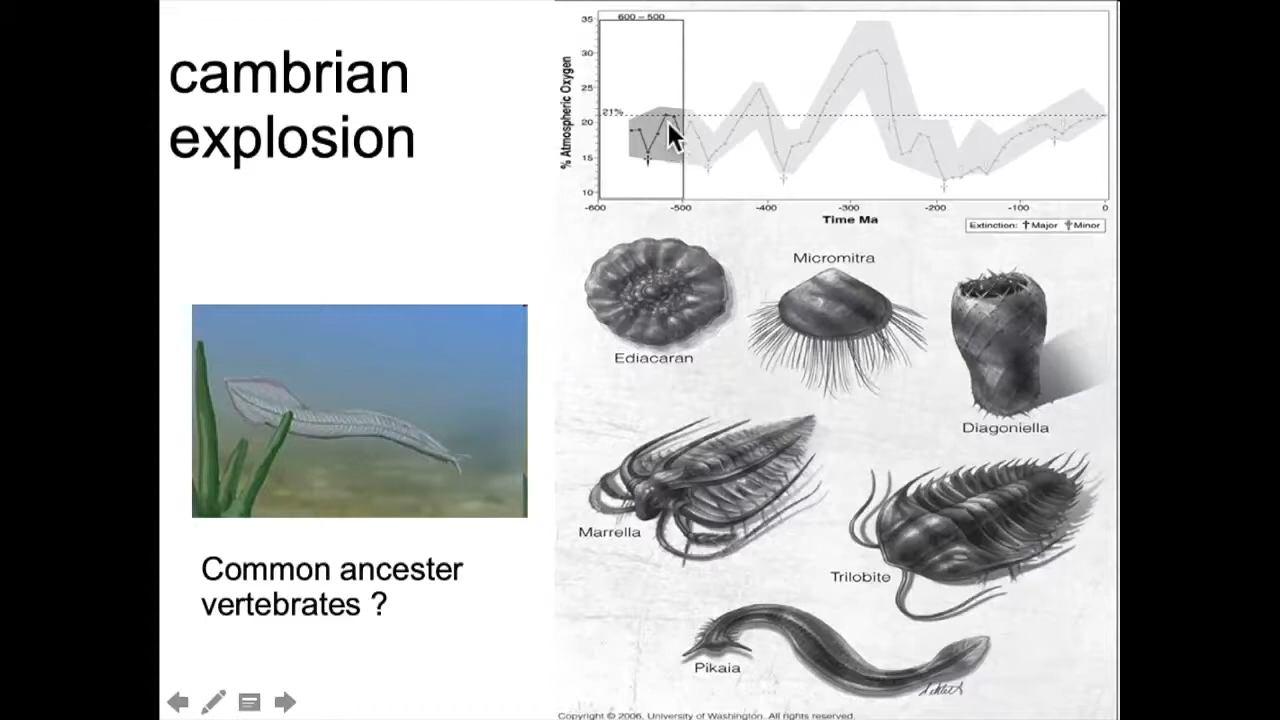 cambrian
explosion
Common ancester
vertebrates ?
600 – 500
35
30
25
21%
20
15
10
% Atmospheric Oxygen
-600
-500
-400
-300
-200
-100
0
Time Ma
Extinction: Major Minor
Micromitra
Ediacaran
Diagoniella
Marrella
Trilobite
Pikaia
Copyright © 2006, University of Washington. All rights reserved.